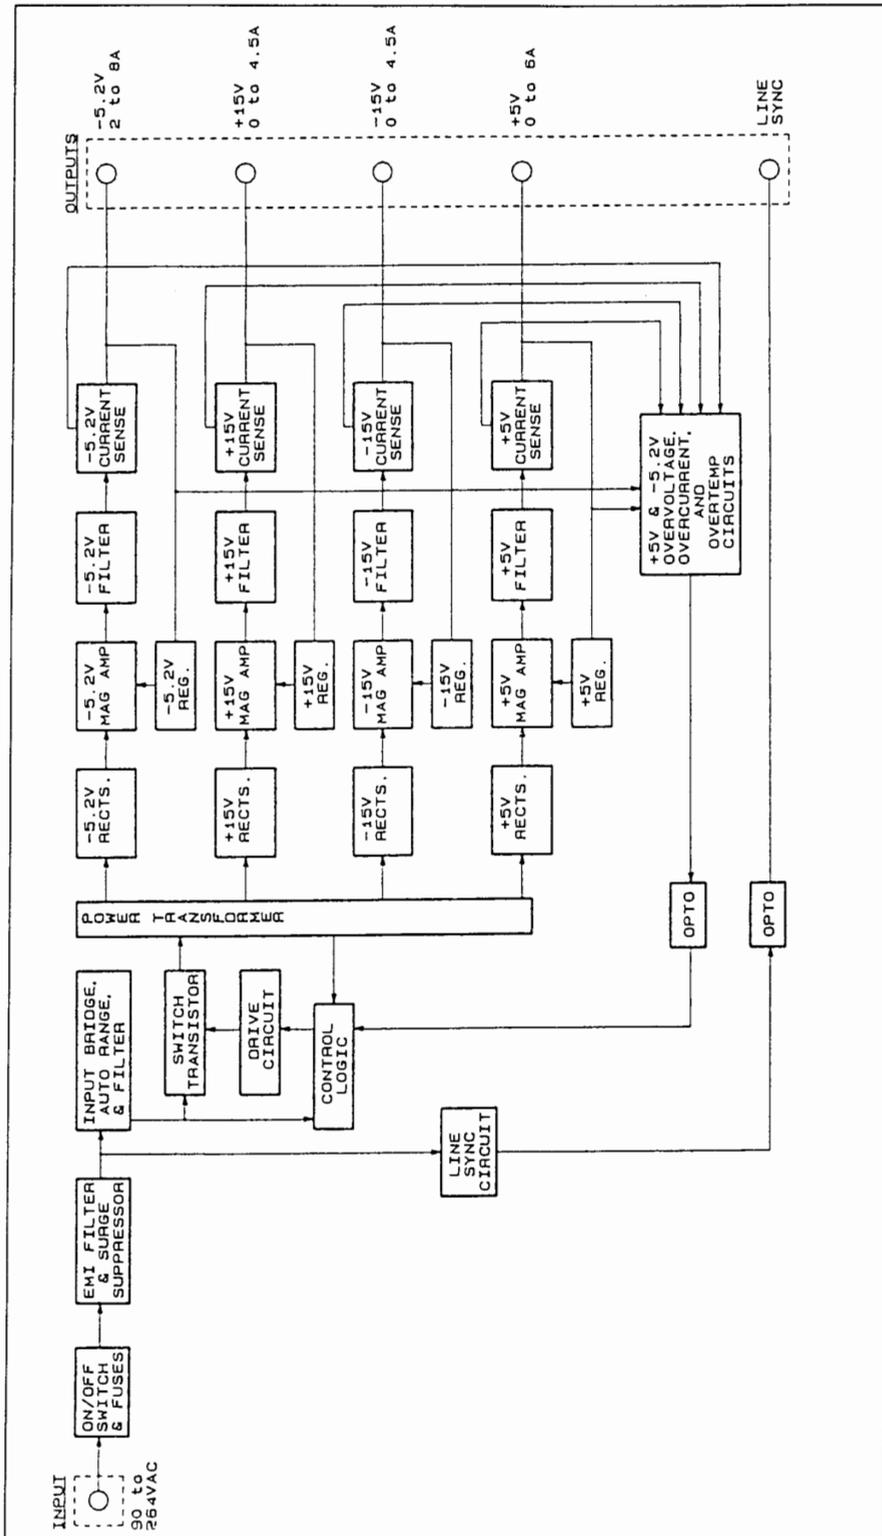 INPUT
90 to
264VAC
ON/OFF
SWITCH
& FUSES
EMI FILTER
& SURGE
SUPPRESSOR
INPUT BRIDGE,
AUTO RANGE,
& FILTER
SWITCH
TRANSISTOR
DRIVE
CIRCUIT
CONTROL
LOGIC
LINE
SYNC
CIRCUIT
POWER TRANSFORMER
-5.2V
RECTS.
-5.2V
MAG AMP
-5.2V
REG.
-5.2V
FILTER
-5.2V
CURRENT
SENSE
+15V
RECTS.
+15V
MAG AMP
+15V
REG.
+15V
FILTER
+15V
CURRENT
SENSE
-15V
RECTS.
-15V
MAG AMP
-15V
REG.
-15V
FILTER
-15V
CURRENT
SENSE
+5V
RECTS.
+5V
MAG AMP
+5V
REG.
+5V
FILTER
+5V
CURRENT
SENSE
+5V & -5.2V
OVERVOLTAGE,
OVERCURRENT,
AND
OVERTEMP
CIRCUITS
OPTO
OPTO
OUTPUTS
-5.2V
2 to 8A
+15V
0 to 4.5A
-15V
0 to 4.5A
+5V
0 to 6A
LINE
SYNC